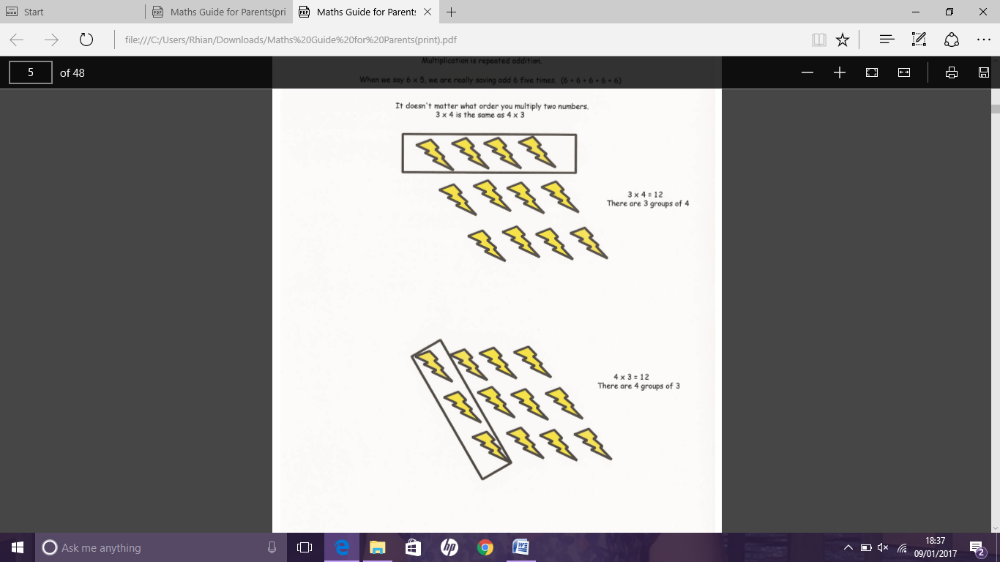 Start
Maths Guide for Parents(pri
Maths Guide for Parents
file:///C:/Users/Rhian/Downloads/Maths%20Guide%20for%20Parents(print).pdf
5 of 48
Multiplication is repeated addition.
When we say 6 x 5, we are really saving add 6 five times. (6 + 6 + 6 + 6 + 6)
It doesn't matter what order you multiply two numbers.
3 x 4 is the same as 4 x 3
3 x 4 = 12
There are 3 groups of 4
4 x 3 = 12
There are 4 groups of 3
Ask me anything
18:37
09/01/2017
2